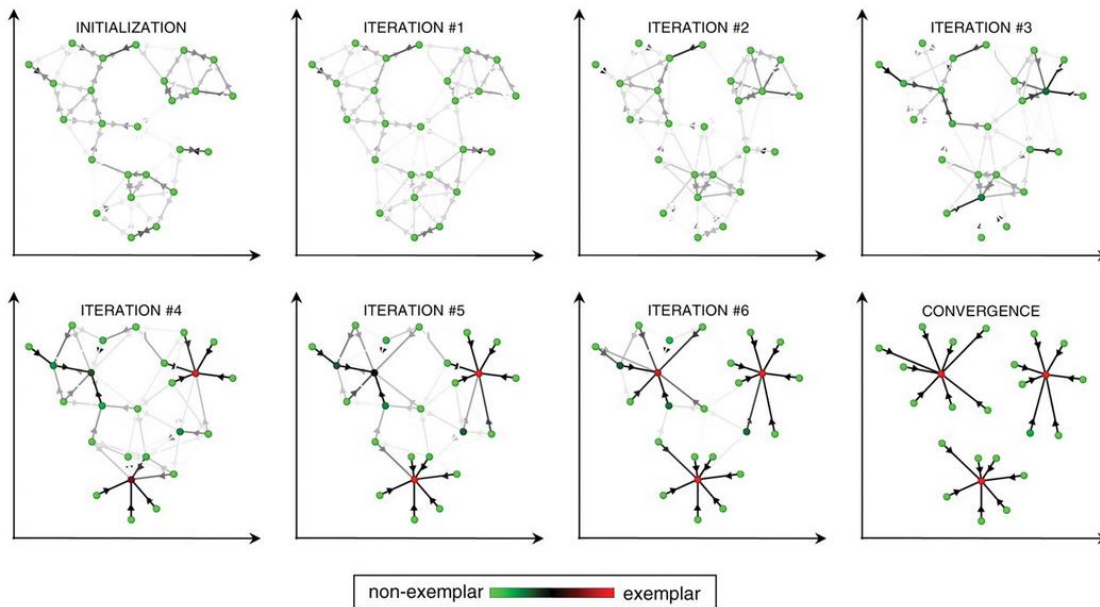 INITIALIZATION
ITERATION #1
ITERATION #2
ITERATION #3
ITERATION #4
ITERATION #5
ITERATION #6
CONVERGENCE
non-exemplar exemplar